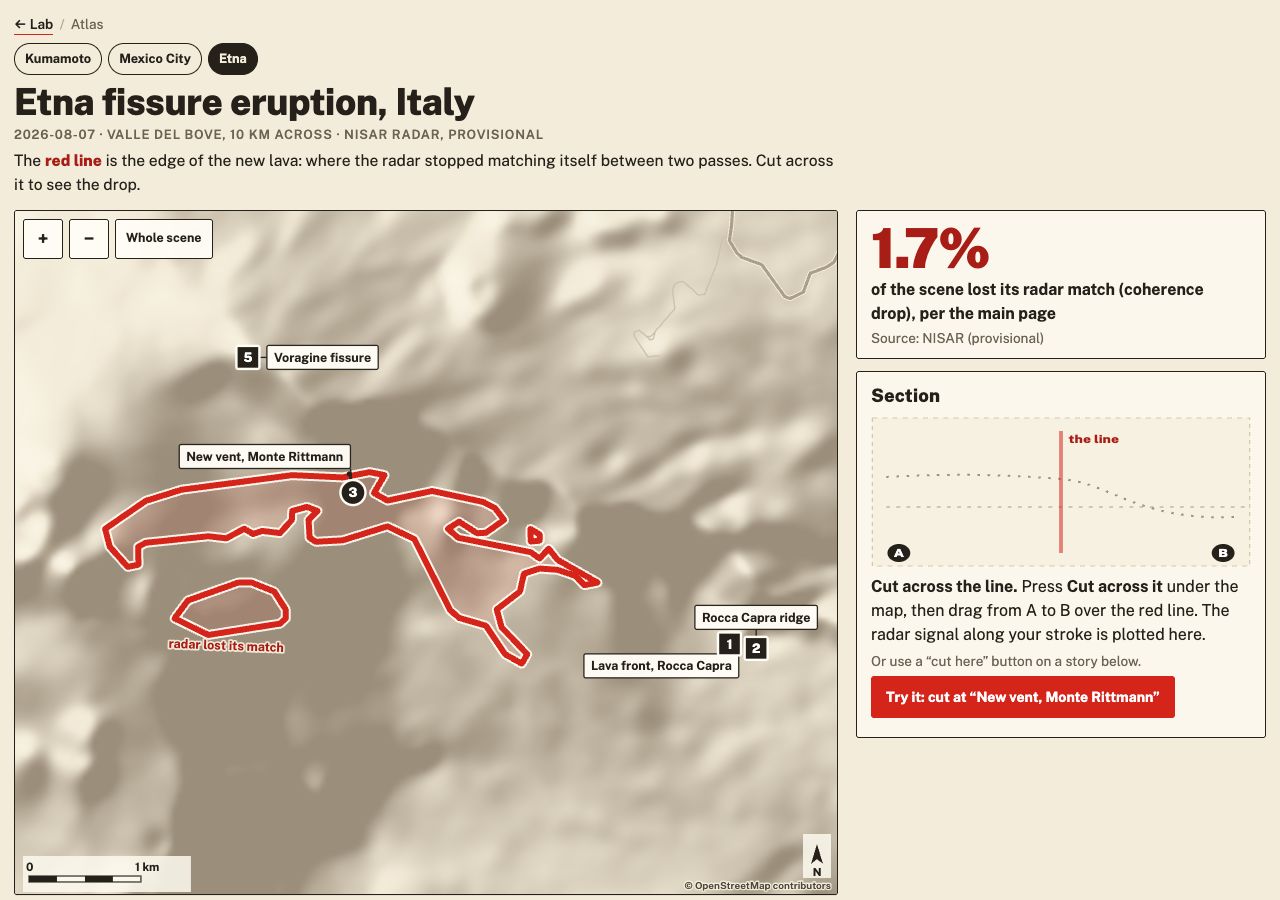 ← Lab / Atlas
Kumamoto Mexico City Etna
Etna fissure eruption, Italy
2026-08-07 · VALLE DEL BOVE, 10 KM ACROSS · NISAR RADAR, PROVISIONAL
The red line is the edge of the new lava: where the radar stopped matching itself between two passes. Cut across
it to see the drop.
+ − Whole scene
5 Voragine fissure
New vent, Monte Rittmann
3
radar lost its match
Rocca Capra ridge
1 2
Lava front, Rocca Capra
0 1 km
N
© OpenStreetMap contributors
1.7%
of the scene lost its radar match (coherence
drop), per the main page
Source: NISAR (provisional)
Section
the line
A B
Cut across the line. Press Cut across it under the
map, then drag from A to B over the red line. The
radar signal along your stroke is plotted here.
Or use a “cut here” button on a story below.
Try it: cut at “New vent, Monte Rittmann”